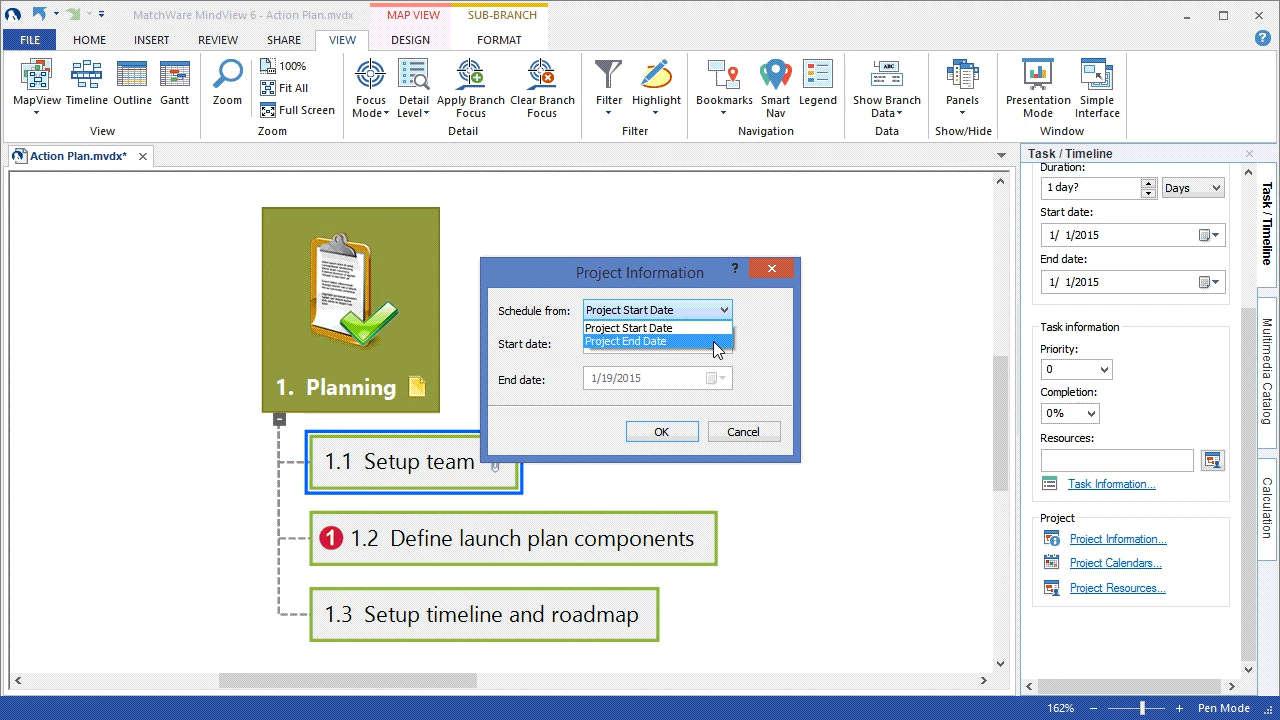 MatchWare MindView 6 - Action Plan.mvdx
MAP VIEW
SUB-BRANCH
FILE
HOME
INSERT
REVIEW
SHARE
VIEW
DESIGN
FORMAT
?
MapView
Timeline
Outline
Gantt
View
Zoom
100%
Fit All
Full Screen
Zoom
Focus
Mode
Detail
Level
Apply Branch
Focus
Clear Branch
Focus
Detail
Filter
Highlight
Filter
Bookmarks
Smart
Nav
Legend
Navigation
ABC
Show Branch
Data
Data
Panels
Show/Hide
Presentation
Mode
Simple
Interface
Window
Action Plan.mvdx*
1. Planning
1.1 Setup team
1 1.2 Define launch plan components
1.3 Setup timeline and roadmap
Project Information
?
Schedule from: Project Start Date
Project Start Date
Project End Date
Start date:
End date: 1/19/2015
OK
Cancel
Task / Timeline
Duration:
1 day?
Days
Start date:
1/ 1/2015
End date:
1/ 1/2015
Task information
Priority:
0
Completion:
0%
Resources:
Task Information...
Project
Project Information...
Project Calendars...
Project Resources...
Task / Timeline
Multimedia Catalog
Calculation
162%
Pen Mode